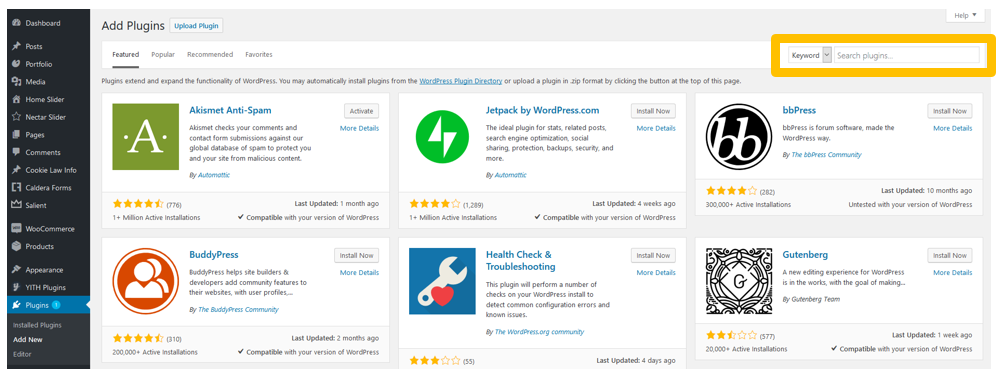 Dashboard
Posts
Portfolio
Media
Home Slider
Nectar Slider
Pages
Comments
Cookie Law Info
Caldera Forms
Salient
WooCommerce
Products
Appearance
YITH Plugins
Plugins 1
Installed Plugins
Add New
Editor
Help
Add Plugins Upload Plugin
Featured Popular Recommended Favorites
Keyword Search plugins...
Plugins extend and expand the functionality of WordPress. You may automatically install plugins from the WordPress Plugin Directory or upload a plugin in .zip format by clicking the button at the top of this page.
·A·
Akismet Anti-Spam
Activate
More Details
Akismet checks your comments and
contact form submissions against our
global database of spam to protect you
and your site from malicious content.
By Automattic
(776)
1+ Million Active Installations
Last Updated: 1 month ago
Compatible with your version of WordPress
Jetpack by WordPress.com
Install Now
More Details
The ideal plugin for stats, related posts,
search engine optimization, social
sharing, protection, backups, security, and
more.
By Automattic
(1,289)
1+ Million Active Installations
Last Updated: 4 weeks ago
Compatible with your version of WordPress
bb
bbPress
Install Now
More Details
bbPress is forum software, made the
WordPress way.
By The bbPress Community
(282)
300,000+ Active Installations
Last Updated: 10 months ago
Untested with your version of WordPress
BuddyPress
Install Now
More Details
BuddyPress helps site builders &
developers add community features to
their websites, with user profiles,...
By The BuddyPress Community
(310)
200,000+ Active Installations
Last Updated: 2 months ago
Compatible with your version of WordPress
Health Check &
Troubleshooting
Install Now
More Details
This plugin will perform a number of
checks on your WordPress install to
detect common configuration errors and
known issues.
By The WordPress.org community
(55)
Last Updated: 4 days ago
G
Gutenberg
Install Now
More Details
A new editing experience for WordPress
is in the works, with the goal of making...
By Gutenberg Team
(577)
20,000+ Active Installations
Last Updated: 1 week ago
Compatible with your version of WordPress